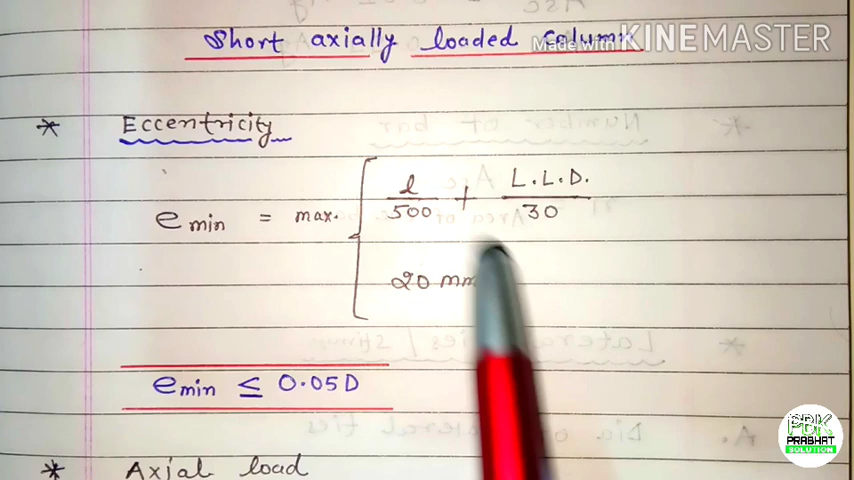 Short axially loaded column
Made with KINEMASTER
* Eccentricity
e min = max. { l/500 + L.L.D./30
20 mm
e min ≤ 0.05D
* Axial load
PBK
PRABHAT
SOLUTION